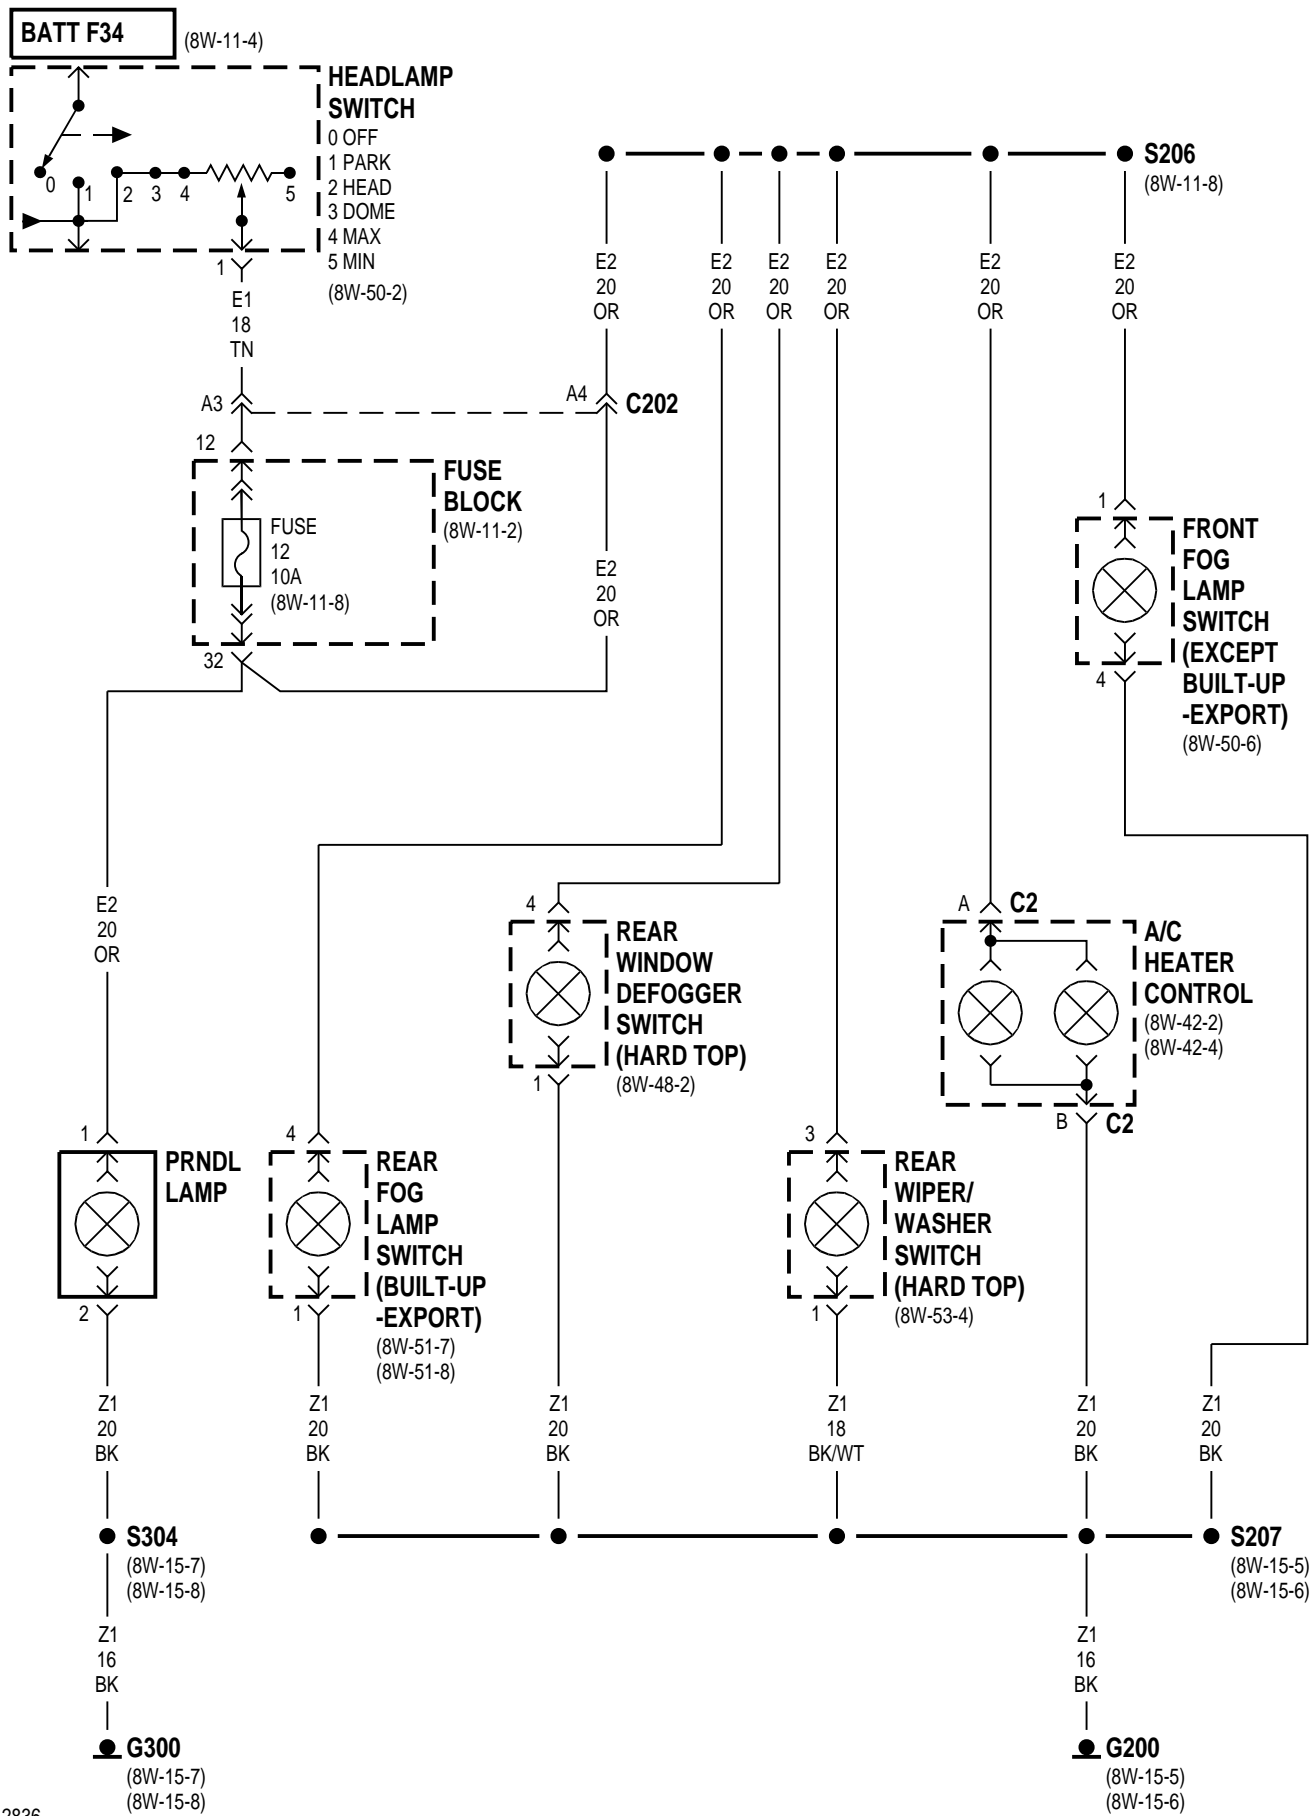 BATT F34
(8W-11-4)
HEADLAMP
SWITCH
0 OFF
1 PARK
2 HEAD
3 DOME
4 MAX
5 MIN
(8W-50-2)
0
1
2
3
4
5
1
E1
18
TN
S206
(8W-11-8)
E2
20
OR
E2
20
OR
E2
20
OR
E2
20
OR
E2
20
OR
E2
20
OR
A3
A4
C202
12
FUSE
BLOCK
(8W-11-2)
FUSE
12
10A
(8W-11-8)
32
E2
20
OR
1
FRONT
FOG
LAMP
SWITCH
(EXCEPT
BUILT-UP
-EXPORT)
(8W-50-6)
4
E2
20
OR
4
REAR
WINDOW
DEFOGGER
SWITCH
(HARD TOP)
(8W-48-2)
1
A
C2
A/C
HEATER
CONTROL
(8W-42-2)
(8W-42-4)
B
C2
1
PRNDL
LAMP
2
4
REAR
FOG
LAMP
SWITCH
(BUILT-UP
-EXPORT)
(8W-51-7)
(8W-51-8)
1
3
REAR
WIPER/
WASHER
SWITCH
(HARD TOP)
(8W-53-4)
1
Z1
20
BK
Z1
20
BK
Z1
20
BK
Z1
18
BK/WT
Z1
20
BK
Z1
20
BK
S304
(8W-15-7)
(8W-15-8)
S207
(8W-15-5)
(8W-15-6)
Z1
16
BK
Z1
16
BK
G300
(8W-15-7)
(8W-15-8)
G200
(8W-15-5)
(8W-15-6)